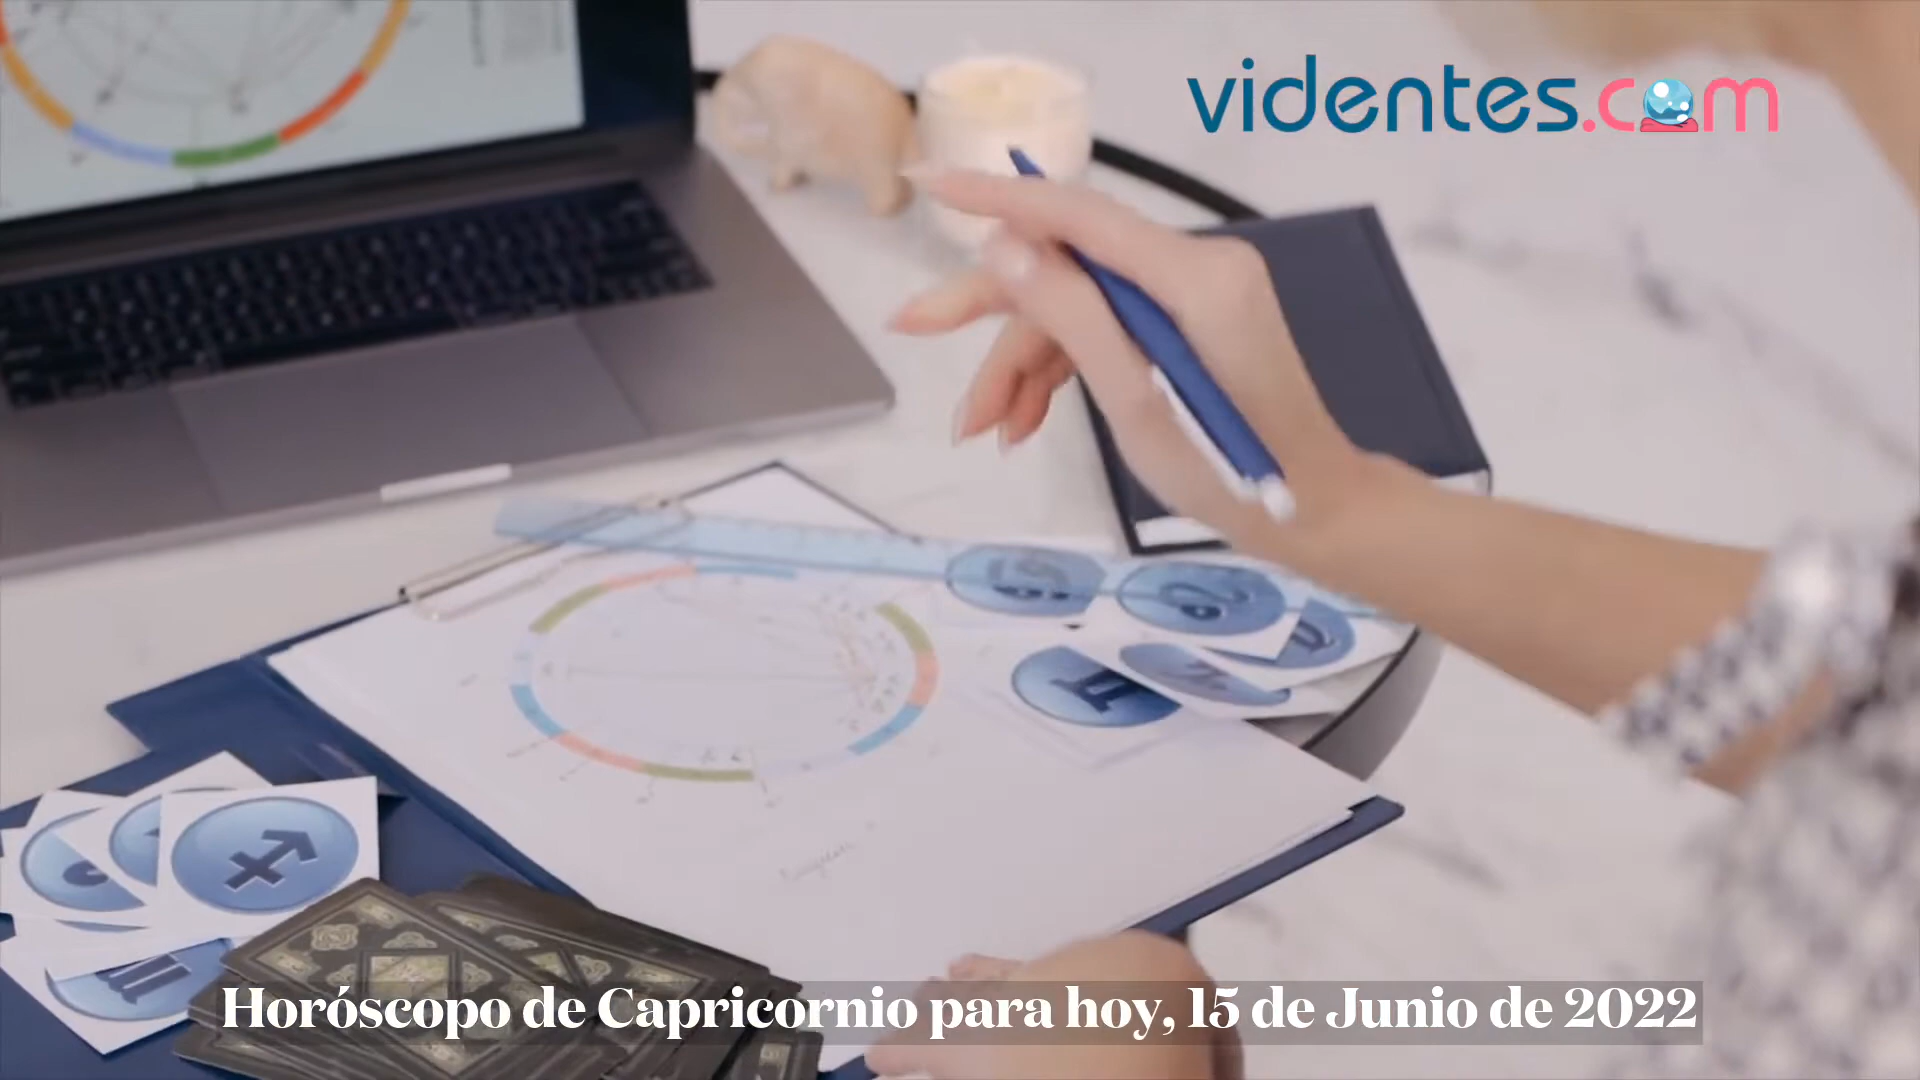 videntes.com
Horóscopo de Capricornio para hoy, 15 de Junio de 2022